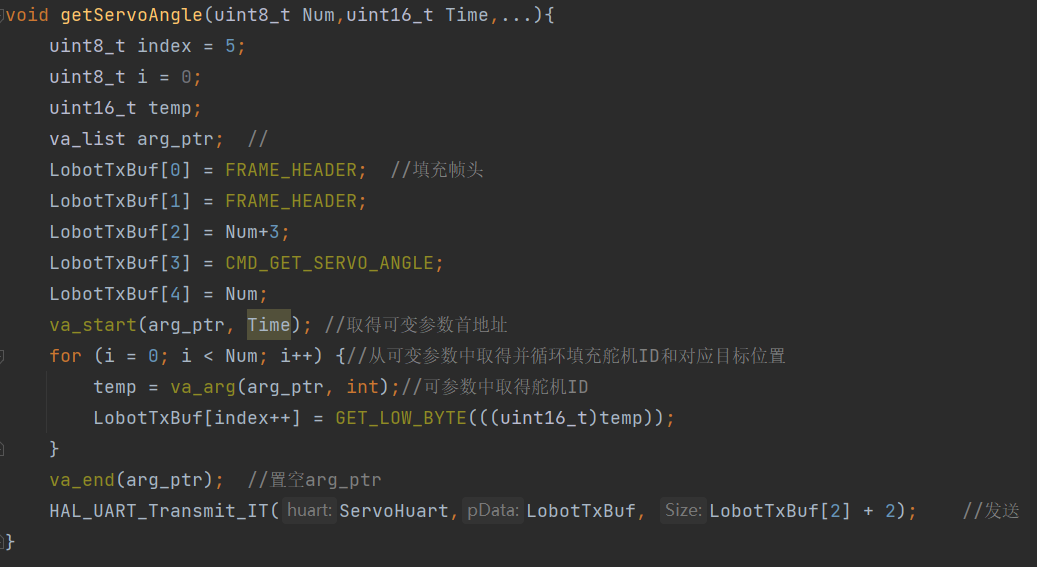 void getServoAngle(uint8_t Num,uint16_t Time,...){
    uint8_t index = 5;
    uint8_t i = 0;
    uint16_t temp;
    va_list arg_ptr;  //
    LobotTxBuf[0] = FRAME_HEADER;  //填充帧头
    LobotTxBuf[1] = FRAME_HEADER;
    LobotTxBuf[2] = Num+3;
    LobotTxBuf[3] = CMD_GET_SERVO_ANGLE;
    LobotTxBuf[4] = Num;
    va_start(arg_ptr, Time); //取得可变参数首地址
    for (i = 0; i < Num; i++) {//从可变参数中取得并循环填充舵机ID和对应目标位置
        temp = va_arg(arg_ptr, int);//可参数中取得舵机ID
        LobotTxBuf[index++] = GET_LOW_BYTE(((uint16_t)temp));
    }
    va_end(arg_ptr);  //置空arg_ptr
    HAL_UART_Transmit_IT( huart: ServoHuart, pData: LobotTxBuf, Size: LobotTxBuf[2] + 2);    //发送
}